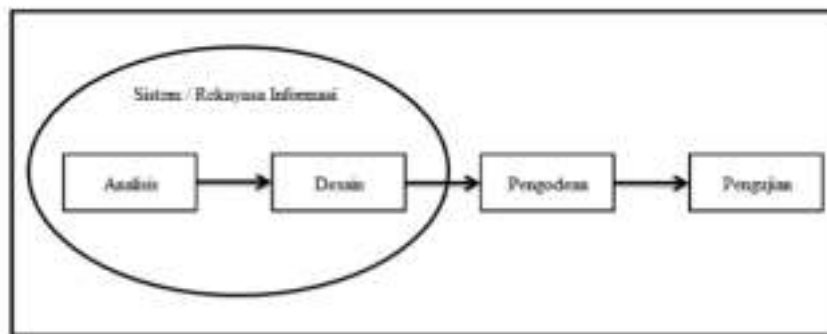 Sistem / Rekayasa Informasi
Analisis
Desain
Pengodean
Pengujian